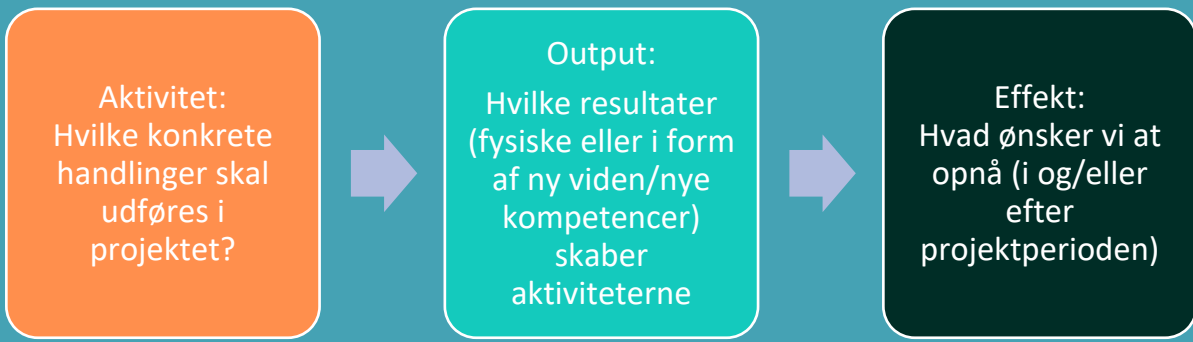 Aktivitet:
Hvilke konkrete
handlinger skal
udføres i
projektet?
Output:
Hvilke resultater
(fysiske eller i form
af ny viden/nye
kompetencer)
skaber
aktiviteterne
Effekt:
Hvad ønsker vi at
opnå (i og/eller
efter
projektperioden)